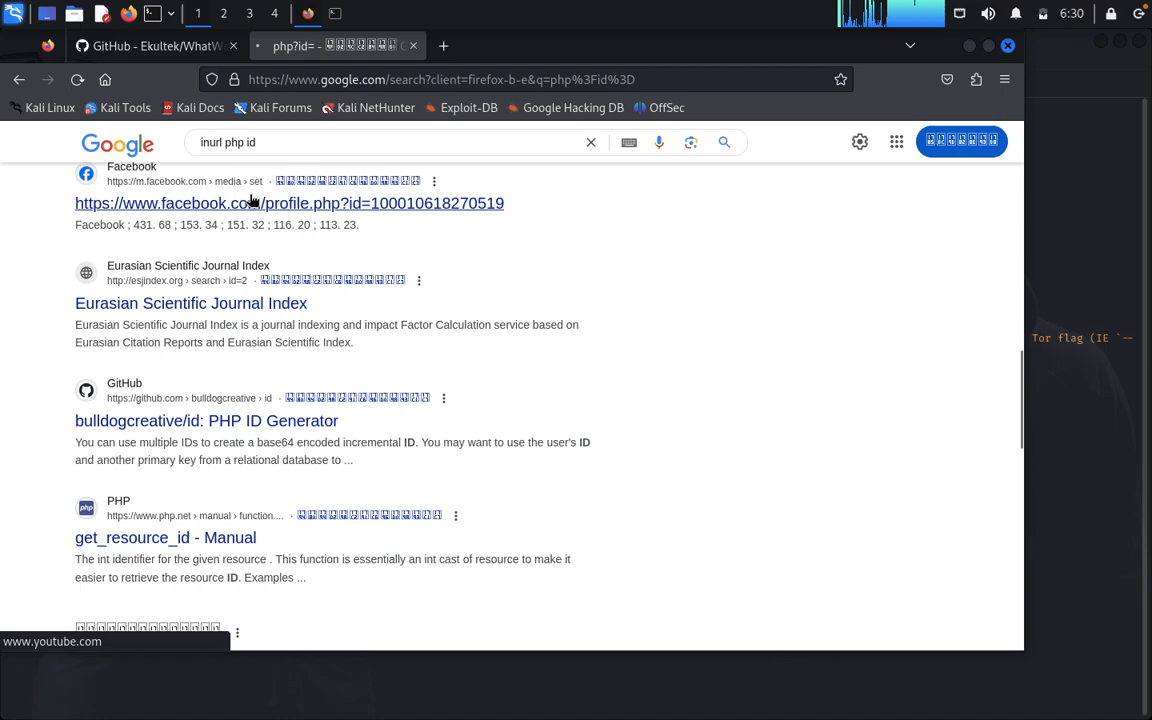 1
2
3
4
6:30
GitHub - Ekultek/WhatW
php?id= -
https://www.google.com/search?client=firefox-b-e&q=php%3Fid%3D
Kali Linux
Kali Tools
Kali Docs
Kali Forums
Kali NetHunter
Exploit-DB
Google Hacking DB
OffSec
Google
inurl php id
Facebook
https://m.facebook.com › media › set
https://www.facebook.com/profile.php?id=100010618270519
Facebook ; 431. 68 ; 153. 34 ; 151. 32 ; 116. 20 ; 113. 23.
Eurasian Scientific Journal Index
http://esjindex.org › search › id=2
Eurasian Scientific Journal Index
Eurasian Scientific Journal Index is a journal indexing and impact Factor Calculation service based on
Eurasian Citation Reports and Eurasian Scientific Index.
Tor flag (IE `--
GitHub
https://github.com › bulldogcreative › id
bulldogcreative/id: PHP ID Generator
You can use multiple IDs to create a base64 encoded incremental ID. You may want to use the user's ID
and another primary key from a relational database to ...
PHP
php
https://www.php.net › manual › function....
get_resource_id - Manual
The int identifier for the given resource . This function is essentially an int cast of resource to make it
easier to retrieve the resource ID. Examples ...
www.youtube.com